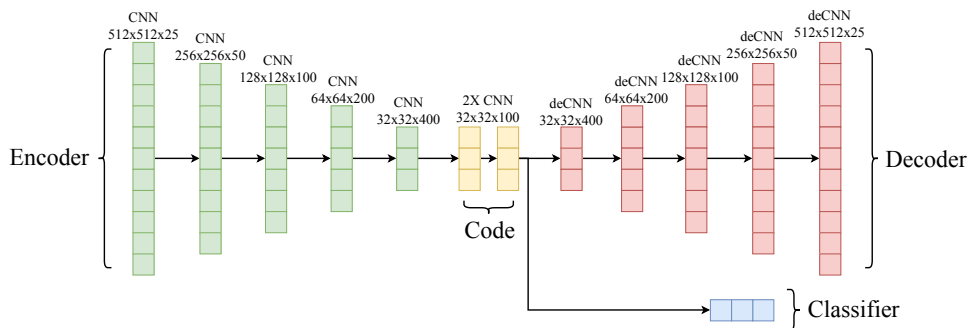 CNN
512x512x25
CNN
256x256x50
CNN
128x128x100
CNN
64x64x200
CNN
32x32x400
2X CNN
32x32x100
deCNN
32x32x400
deCNN
64x64x200
deCNN
128x128x100
deCNN
256x256x50
deCNN
512x512x25
Encoder
Decoder
Code
Classifier